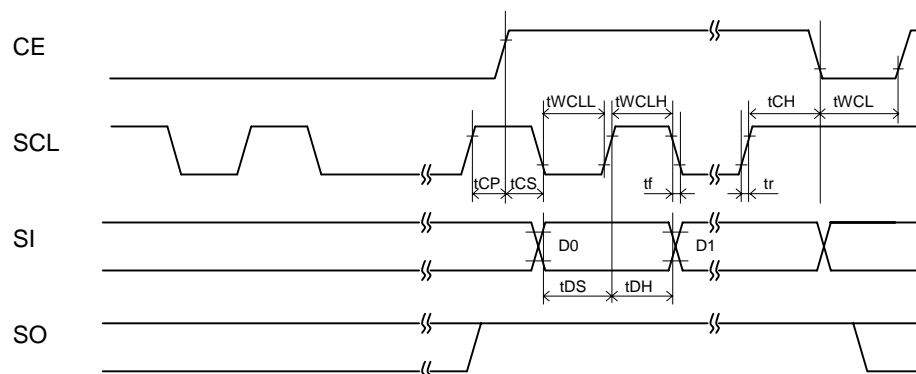 CE
tWCLL tWCLH tCH tWCL
SCL
tCP tCS tf tr
SI D0 D1
tDS tDH
SO